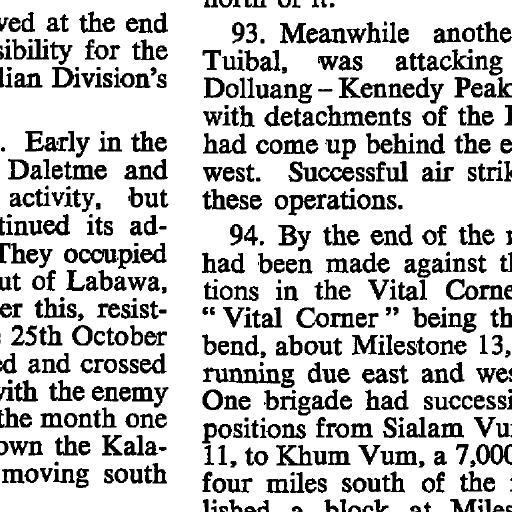 ved at the end
sibility for the
lian Division's
. Early in the
Daletme and
activity, but
tinued its ad-
They occupied
ut of Labawa,
er this, resist-
25th October
ed and crossed
with the enemy
the month one
own the Kala-
moving south
north of it.
93. Meanwhile anothe
Tuibal, was attacking
Dolluang – Kennedy Peak
with detachments of the
had come up behind the e
west. Successful air strik
these operations.
94. By the end of the
had been made against th
tions in the Vital Corne
“ Vital Corner ” being th
bend, about Milestone 13,
running due east and wes
One brigade had successi
positions from Sialam Vu
11, to Khum Vum, a 7,000
four miles south of the
lished a block at Miles